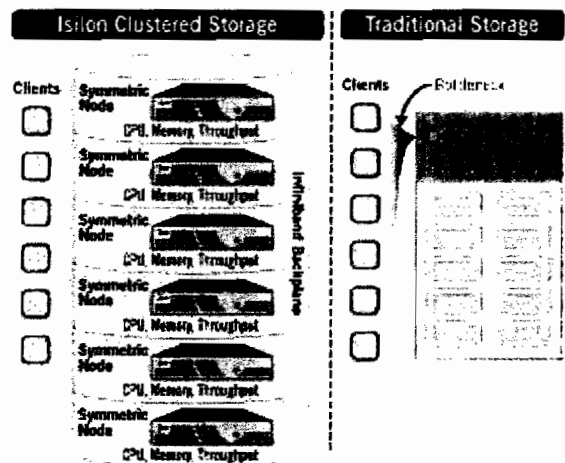 Isilon Clustered Storage
Clients
Symmetric
Node
CPU, Memory, Throughput
Symmetric
Node
CPU, Memory, Throughput
Symmetric
Node
CPU, Memory, Throughput
Symmetric
Node
CPU, Memory, Throughput
Symmetric
Node
CPU, Memory, Throughput
Symmetric
Node
CPU, Memory, Throughput
Infiniband Backplane
Traditional Storage
Clients
Bottleneck